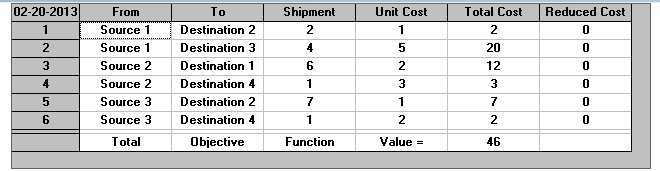 02-20-2013 From To Shipment Unit Cost Total Cost Reduced Cost
1 Source 1 Destination 2 2 1 2 0
2 Source 1 Destination 3 4 5 20 0
3 Source 2 Destination 1 6 2 12 0
4 Source 2 Destination 4 1 3 3 0
5 Source 3 Destination 2 7 1 7 0
6 Source 3 Destination 4 1 2 2 0
Total Objective Function Value = 46